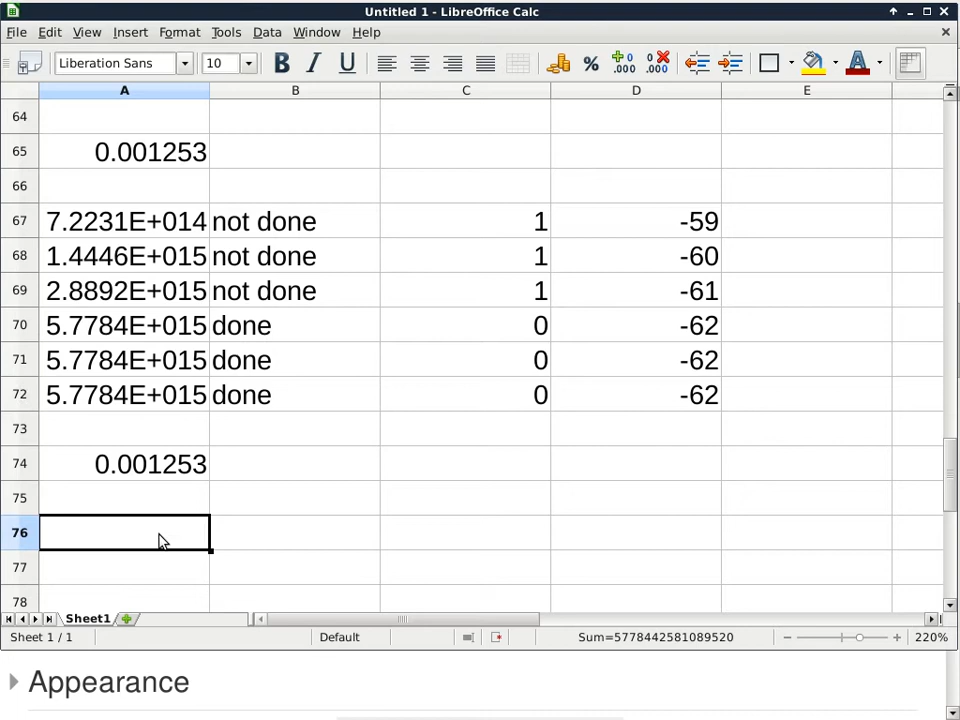 Untitled 1 - LibreOffice Calc
File Edit View Insert Format Tools Data Window Help
Liberation Sans 10 B I U % .000 .000
A B C D E
64
65 0.001253
66
67 7.2231E+014 not done 1 -59
68 1.4446E+015 not done 1 -60
69 2.8892E+015 not done 1 -61
70 5.7784E+015 done 0 -62
71 5.7784E+015 done 0 -62
72 5.7784E+015 done 0 -62
73
74 0.001253
75
76
77
78
Sheet1
Sheet 1 / 1 Default Sum=5778442581089520 220%
Appearance